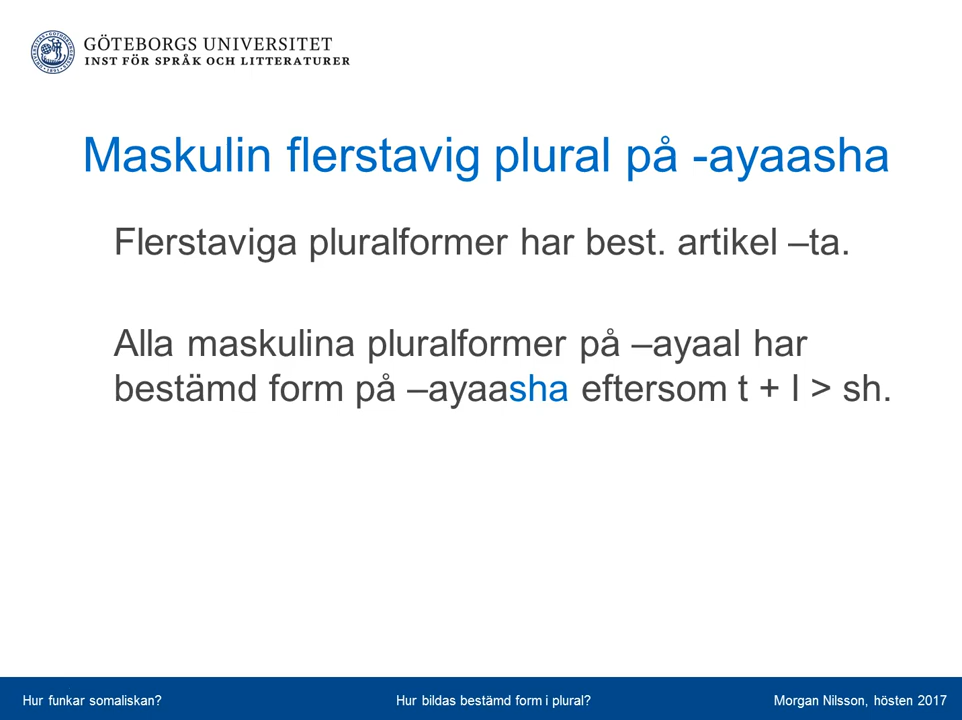 GÖTEBORGS UNIVERSITET
INST FÖR SPRÅK OCH LITTERATURER
Maskulin flerstavig plural på -ayaasha
Flerstaviga pluralformer har best. artikel –ta.
Alla maskulina pluralformer på –ayaal har
bestämd form på –ayaasha eftersom t + l > sh.
Hur funkar somaliskan? Hur bildas bestämd form i plural? Morgan Nilsson, hösten 2017